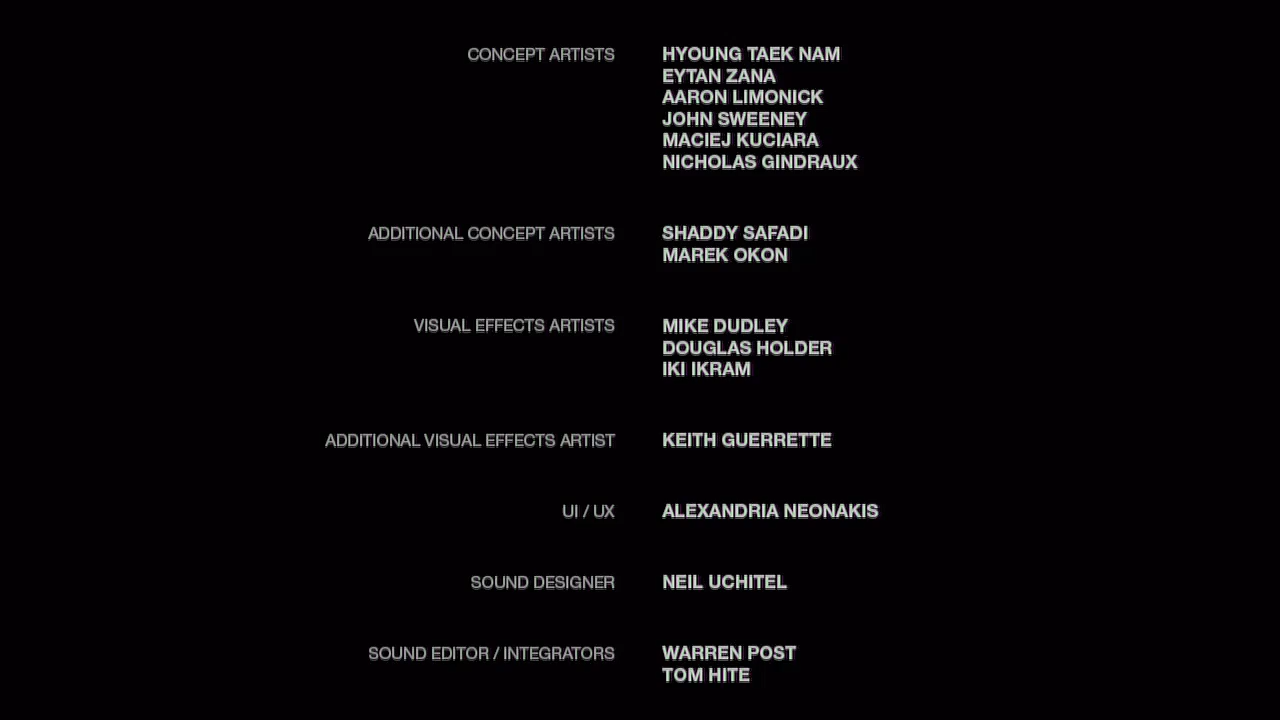 CONCEPT ARTISTS HYOUNG TAEK NAM
EYTAN ZANA
AARON LIMONICK
JOHN SWEENEY
MACIEJ KUCIARA
NICHOLAS GINDRAUX
ADDITIONAL CONCEPT ARTISTS SHADDY SAFADI
MAREK OKON
VISUAL EFFECTS ARTISTS MIKE DUDLEY
DOUGLAS HOLDER
IKI IKRAM
ADDITIONAL VISUAL EFFECTS ARTIST KEITH GUERRETTE
UI / UX ALEXANDRIA NEONAKIS
SOUND DESIGNER NEIL UCHITEL
SOUND EDITOR / INTEGRATORS WARREN POST
TOM HITE